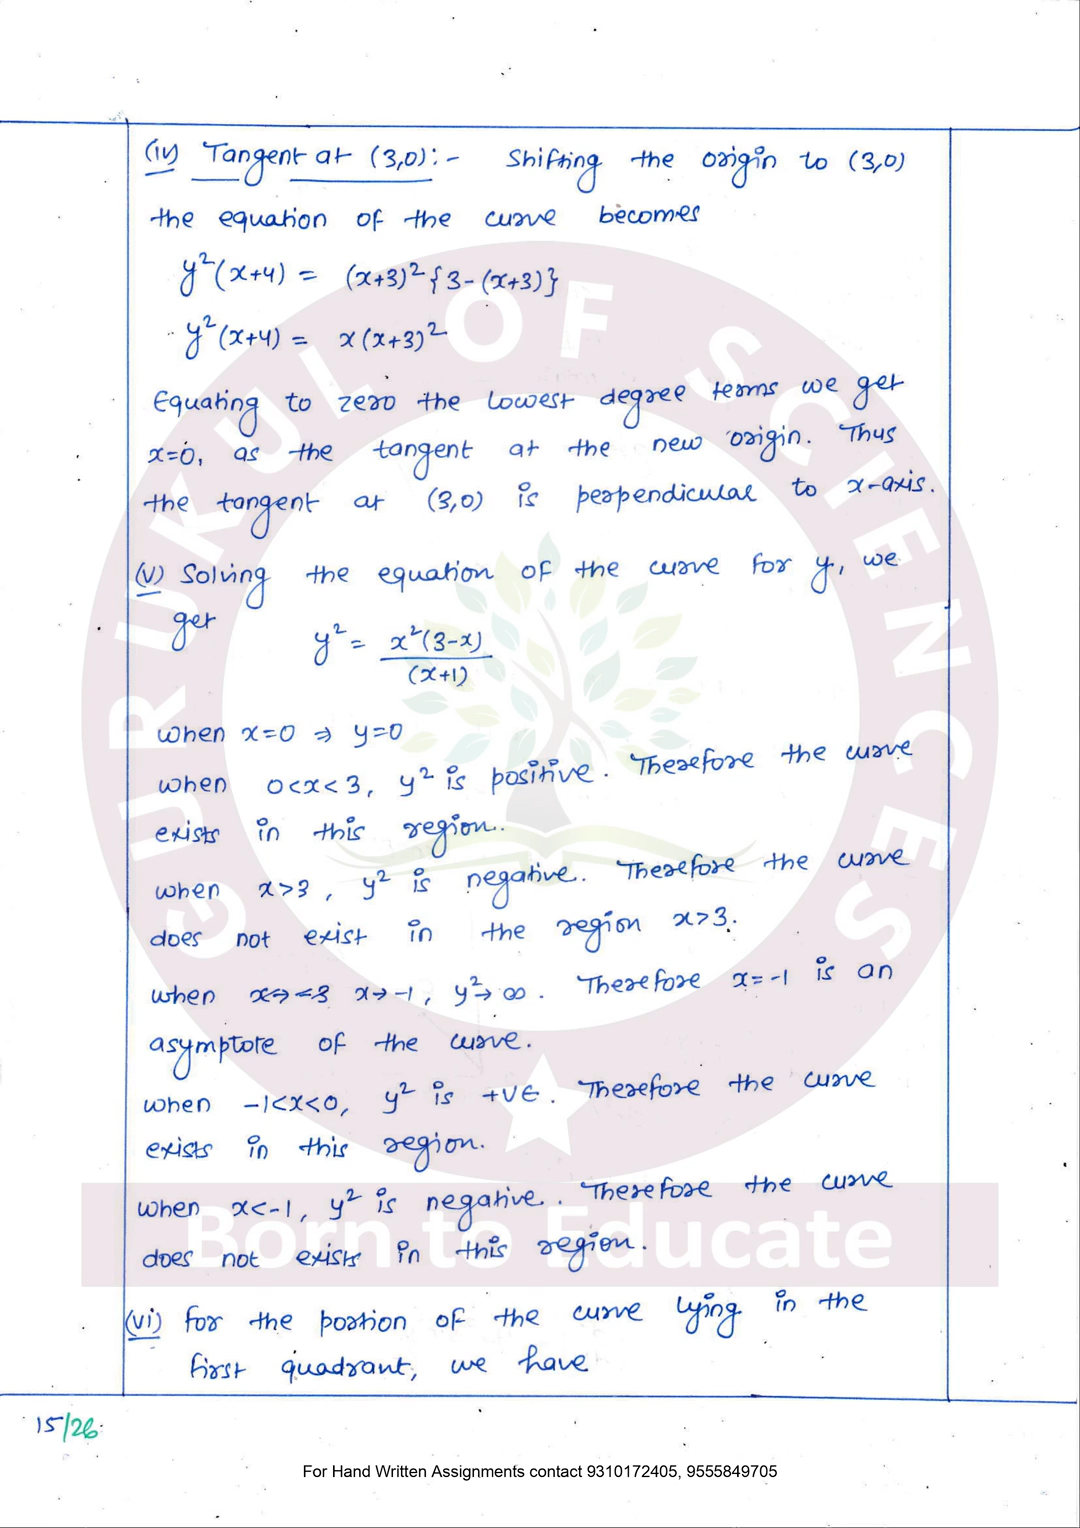 (iv) Tangent at (3,0):- Shifting the origin to (3,0)
the equation of the curve becomes
y²(x+4) = (x+3)²{3-(x+3)}
y²(x+4) = x(x+3)²
Equating to zero the lowest degree terms we get
x=0, as the tangent at the new origin. Thus
the tangent at (3,0) is perpendicular to x-axis.
(v) Solving the equation of the curve for y, we
get y² = x²(3-x)
(x+1)
when x=0 ⇒ y=0
when 0<x<3, y² is positive. Therefore the curve
exists in this region.
when x>3, y² is negative. Therefore the curve
does not exist in the region x>3.
when x→-1, y²→∞. Therefore x=-1 is an
asymptote of the curve.
when -1<x<0, y² is +ve. Therefore the curve
exists in this region.
when x<-1, y² is negative. Therefore the curve
does not exists in this region.
(vi) for the portion of the curve lying in the
first quadrant, we have
15/26
For Hand Written Assignments contact 9310172405, 9555849705
GURUKUL OF SCIENCES
Born to Educate